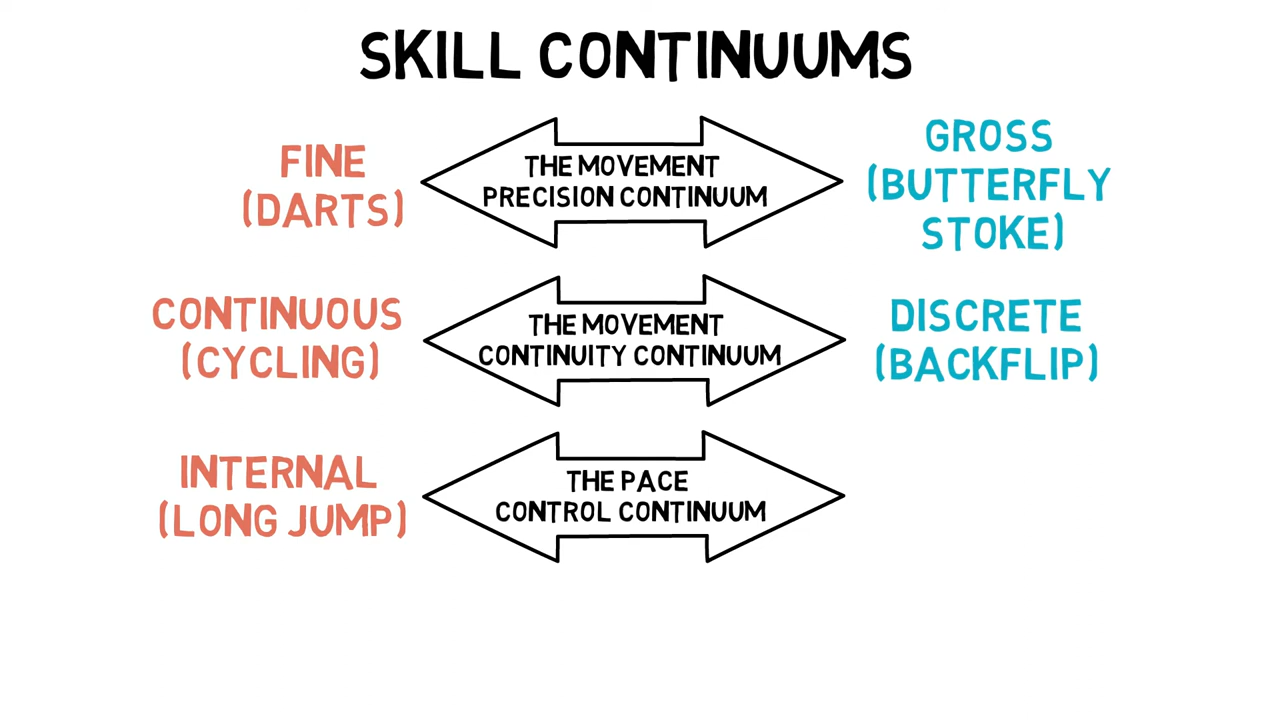 SKILL CONTINUUMS
FINE
(DARTS)
THE MOVEMENT
PRECISION CONTINUUM
GROSS
(BUTTERFLY
STOKE)
CONTINUOUS
(CYCLING)
THE MOVEMENT
CONTINUITY CONTINUUM
DISCRETE
(BACKFLIP)
INTERNAL
(LONG JUMP)
THE PACE
CONTROL CONTINUUM